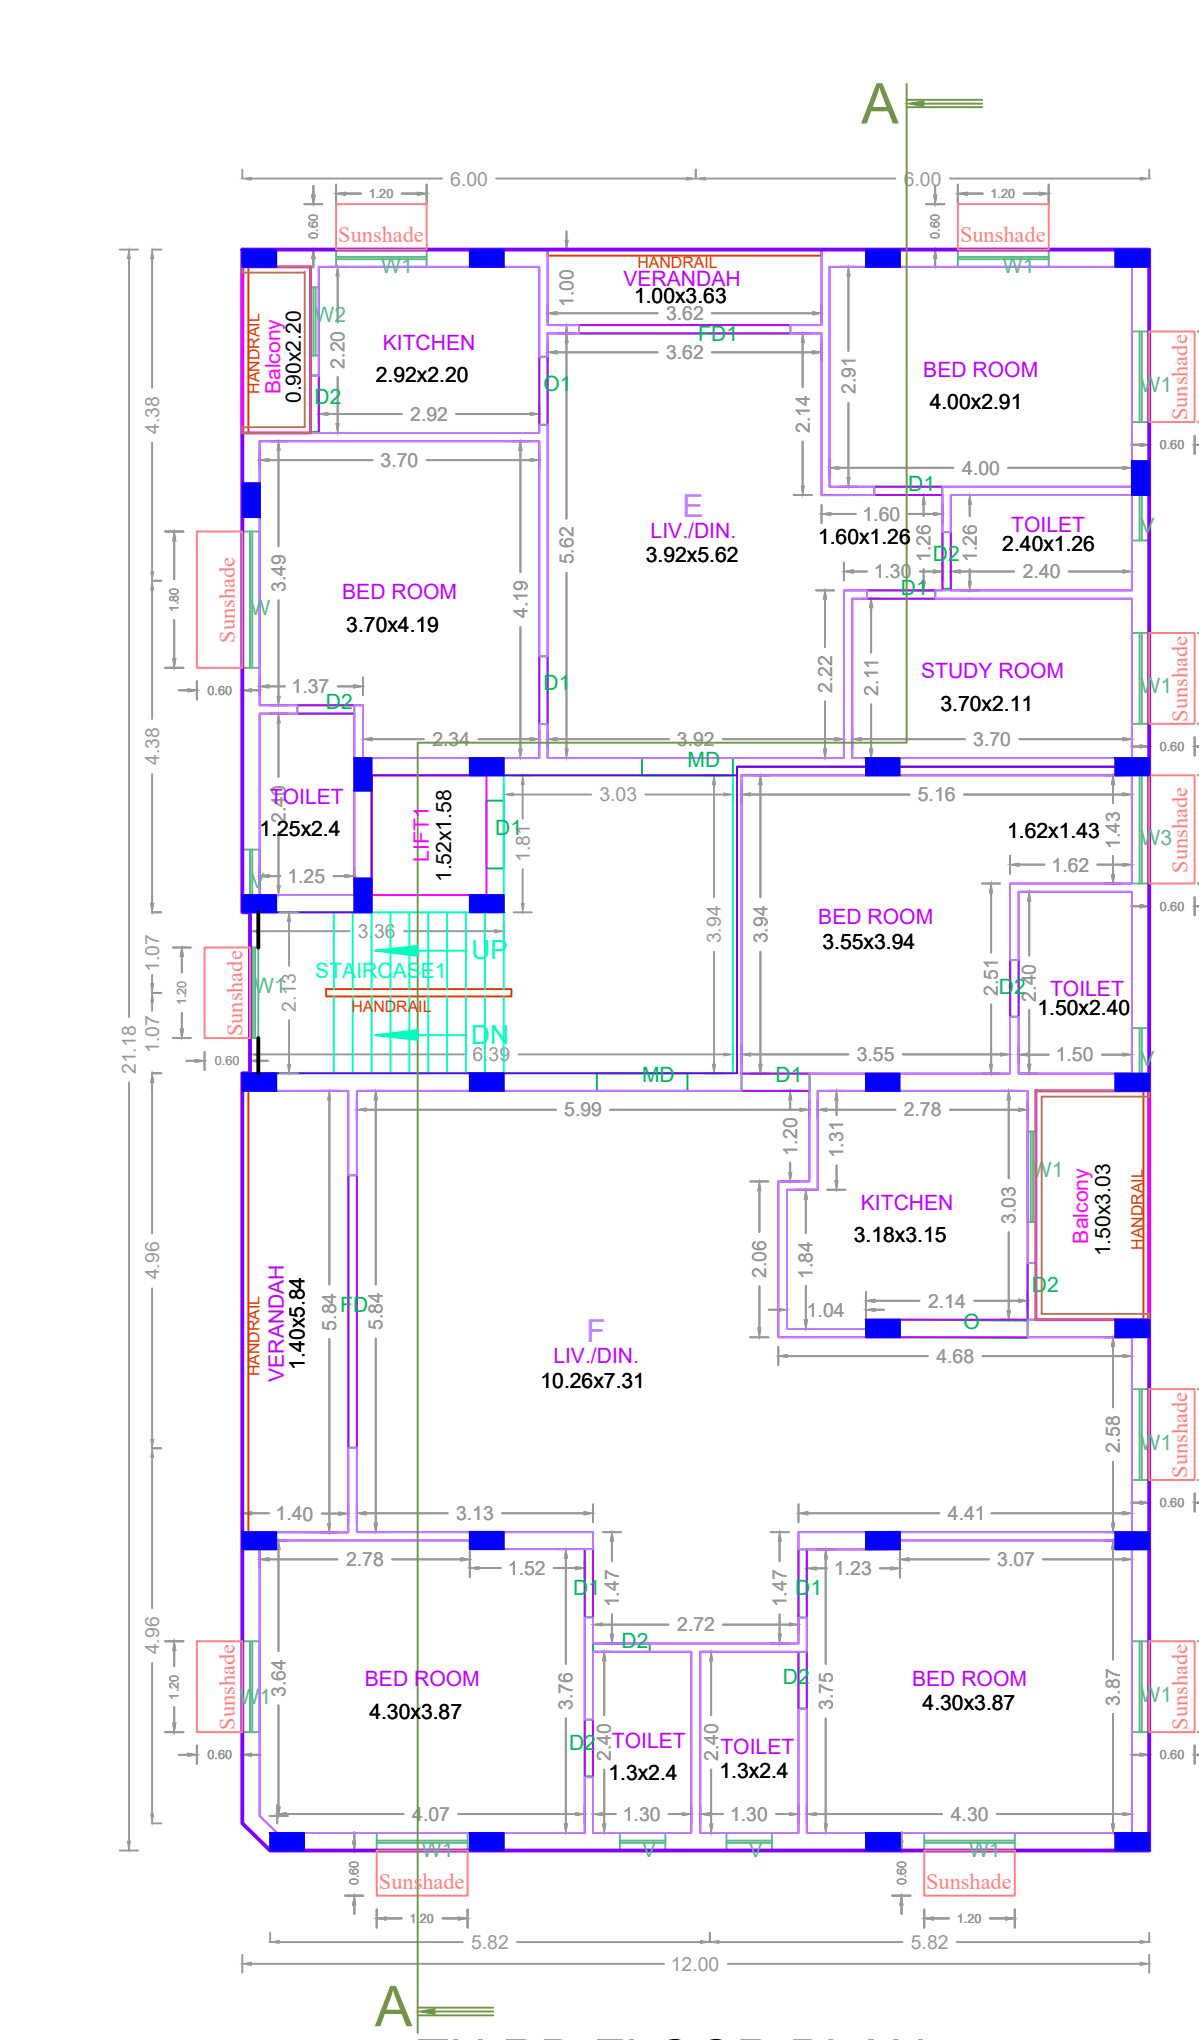 A
6.00
6.00
1.20
1.20
0.60
Sunshade
0.60
Sunshade
W1
HANDRAIL
W1
VERANDAH
1.00x3.63
1.00
3.62
FD1
3.62
HANDRAIL
Balcony
0.90x2.20
W2
2.20
D2
KITCHEN
2.92x2.20
2.92
O1
2.14
2.91
BED ROOM
4.00x2.91
4.00
W1
Sunshade
0.60
4.38
3.70
3.49
4.19
5.62
E
LIV./DIN.
3.92x5.62
D1
1.60
1.60x1.26
1.26
1.26
D2
TOILET
2.40x1.26
2.40
V
1.30
D1
1.80
Sunshade
W
0.60
BED ROOM
3.70x4.19
1.37
D2
D1
2.22
2.11
STUDY ROOM
3.70x2.11
W1
Sunshade
0.60
4.38
2.34
3.92
3.70
MD
TOILET
2.40
1.25x2.4
1.25
V
LIFT1
1.52x1.58
D1
1.81
3.03
5.16
1.62x1.43
1.43
1.62
W3
Sunshade
0.60
3.94
3.94
BED ROOM
3.55x3.94
2.51
2.40
D2
TOILET
1.50x2.40
V
3.36
UP
STAIRCASE1
HANDRAIL
DN
6.39
2.13
W1
Sunshade
1.20
0.60
1.07
1.07
21.18
3.55
1.50
MD
D1
5.99
1.20
1.31
2.78
KITCHEN
3.18x3.15
3.03
W1
D2
Balcony
1.50x3.03
HANDRAIL
2.06
1.84
1.04
2.14
O
4.68
4.96
HANDRAIL
VERANDAH
1.40x5.84
5.84
FD
5.84
F
LIV./DIN.
10.26x7.31
2.58
W1
Sunshade
0.60
1.40
3.13
4.41
2.78
1.52
1.47
1.47
1.23
3.07
D1
D1
2.72
D2
D2
4.96
1.20
Sunshade
W1
0.60
3.64
BED ROOM
4.30x3.87
3.76
D2
2.40
TOILET
1.3x2.4
2.40
TOILET
1.3x2.4
3.75
BED ROOM
4.30x3.87
3.87
W1
Sunshade
0.60
4.07
1.30
1.30
4.30
W1
V
V
W1
0.60
Sunshade
0.60
Sunshade
1.20
1.20
5.82
5.82
12.00
A